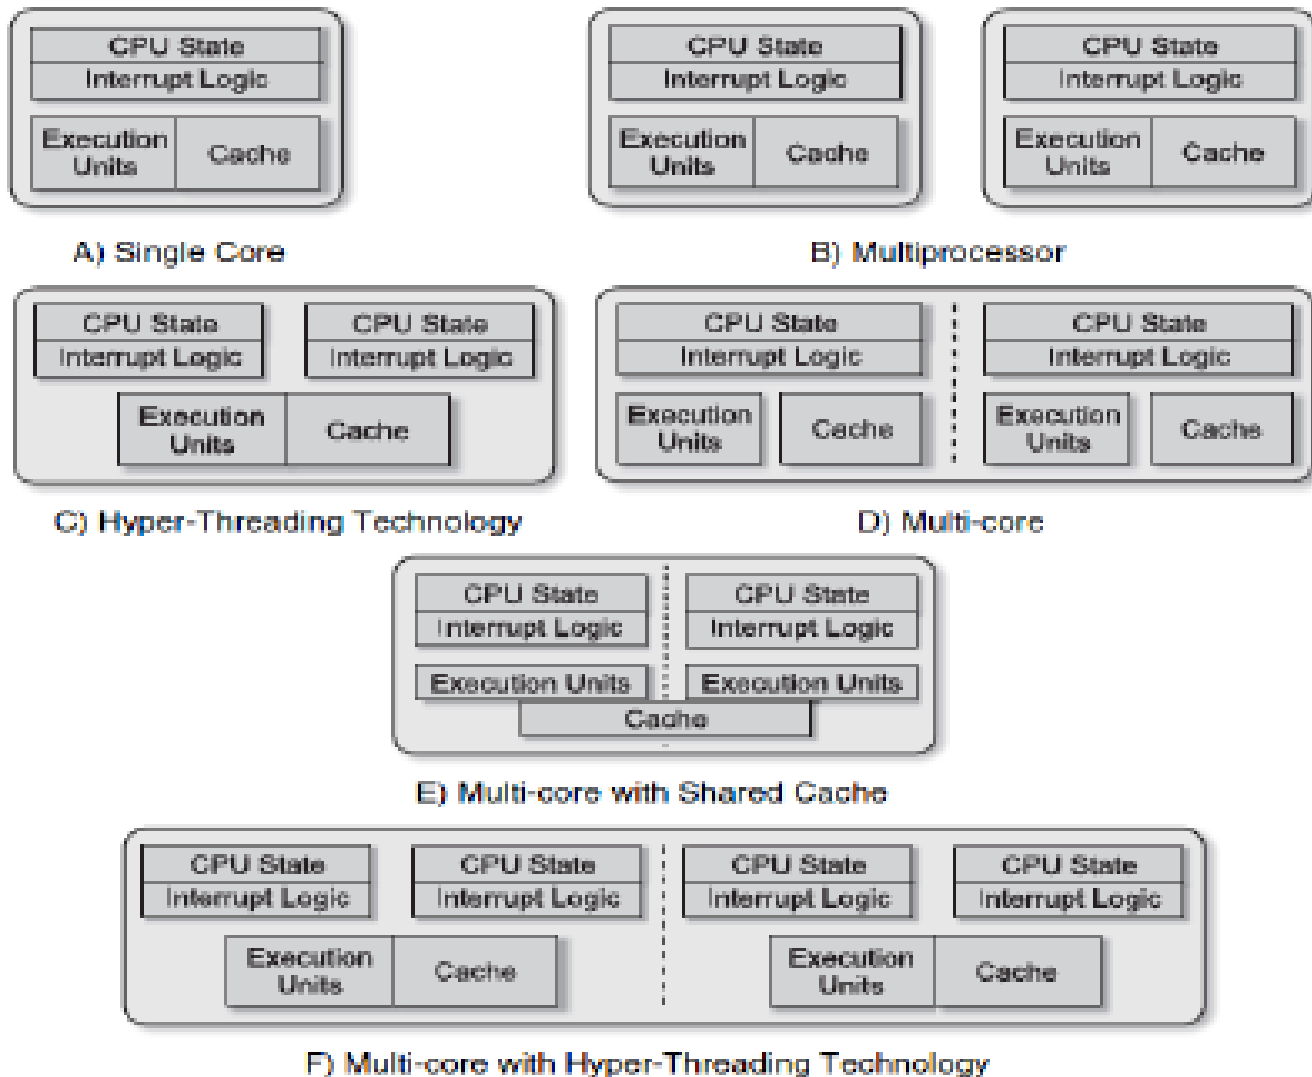 CPU State
Interrupt Logic
Execution Units
Cache
A) Single Core
CPU State
Interrupt Logic
Execution Units
Cache
CPU State
Interrupt Logic
Execution Units
Cache
B) Multiprocessor
CPU State
Interrupt Logic
CPU State
Interrupt Logic
Execution Units
Cache
C) Hyper-Threading Technology
CPU State
Interrupt Logic
Execution Units
Cache
CPU State
Interrupt Logic
Execution Units
Cache
D) Multi-core
CPU State
Interrupt Logic
CPU State
Interrupt Logic
Execution Units
Execution Units
Cache
E) Multi-core with Shared Cache
CPU State
Interrupt Logic
CPU State
Interrupt Logic
CPU State
Interrupt Logic
CPU State
Interrupt Logic
Execution Units
Cache
Execution Units
Cache
F) Multi-core with Hyper-Threading Technology